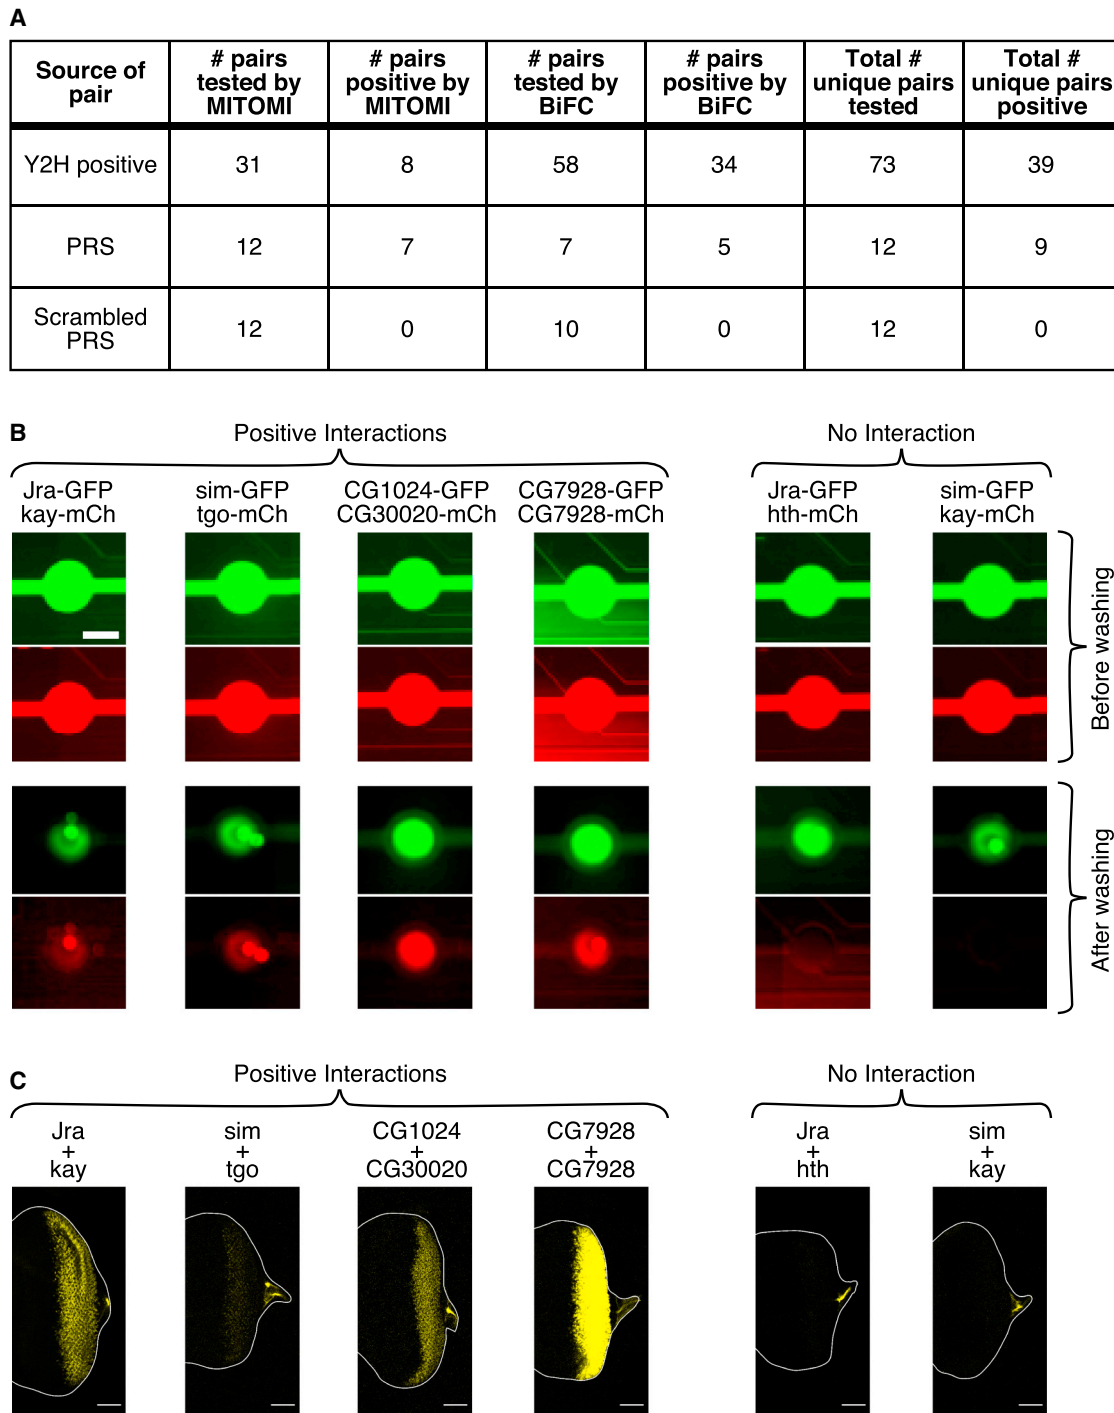 A
Source of pair
# pairs tested by MITOMI
# pairs positive by MITOMI
# pairs tested by BiFC
# pairs positive by BiFC
Total # unique pairs tested
Total # unique pairs positive
Y2H positive 31 8 58 34 73 39
PRS 12 7 7 5 12 9
Scrambled PRS 12 0 10 0 12 0
B
Positive Interactions
No Interaction
Jra-GFP
kay-mCh
sim-GFP
tgo-mCh
CG1024-GFP
CG30020-mCh
CG7928-GFP
CG7928-mCh
Jra-GFP
hth-mCh
sim-GFP
kay-mCh
Before washing
After washing
C
Positive Interactions
No Interaction
Jra
+
kay
sim
+
tgo
CG1024
+
CG30020
CG7928
+
CG7928
Jra
+
hth
sim
+
kay